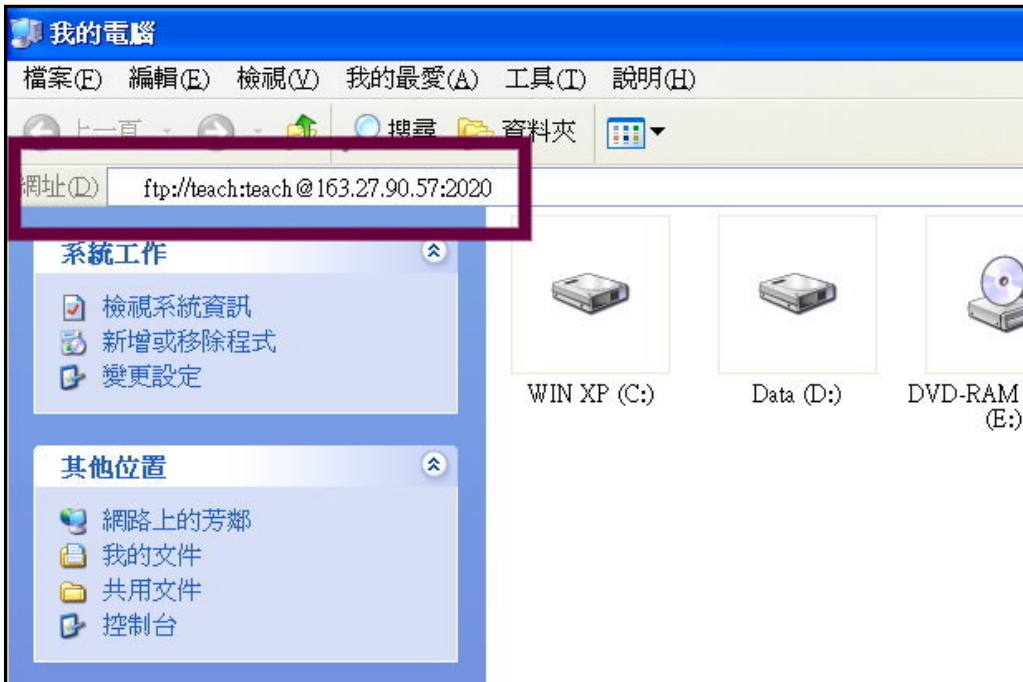 我的電腦
檔案(F) 編輯(E) 檢視(V) 我的最愛(A) 工具(T) 說明(H)
上一頁 搜尋 資料夾
網址(D) ftp://teach:teach@163.27.90.57:2020
系統工作
檢視系統資訊
新增或移除程式
變更設定
WIN XP (C:)
Data (D:)
DVD-RAM
(E:)
其他位置
網路上的芳鄰
我的文件
共用文件
控制台